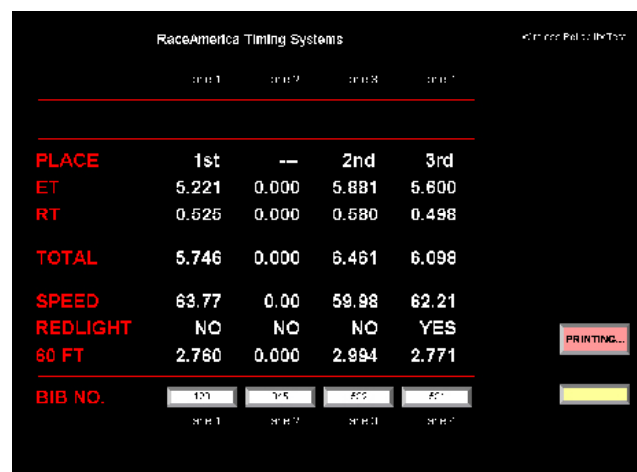 RaceAmerica Timing Systems
PLACE 1st --- 2nd 3rd
ET 5.221 0.000 5.881 5.600
RT 0.525 0.000 0.580 0.498
TOTAL 5.746 0.000 6.461 6.098
SPEED 63.77 0.00 59.98 62.21
REDLIGHT NO NO NO YES
PRINTING...
60 FT 2.760 0.000 2.994 2.771
BIB NO.